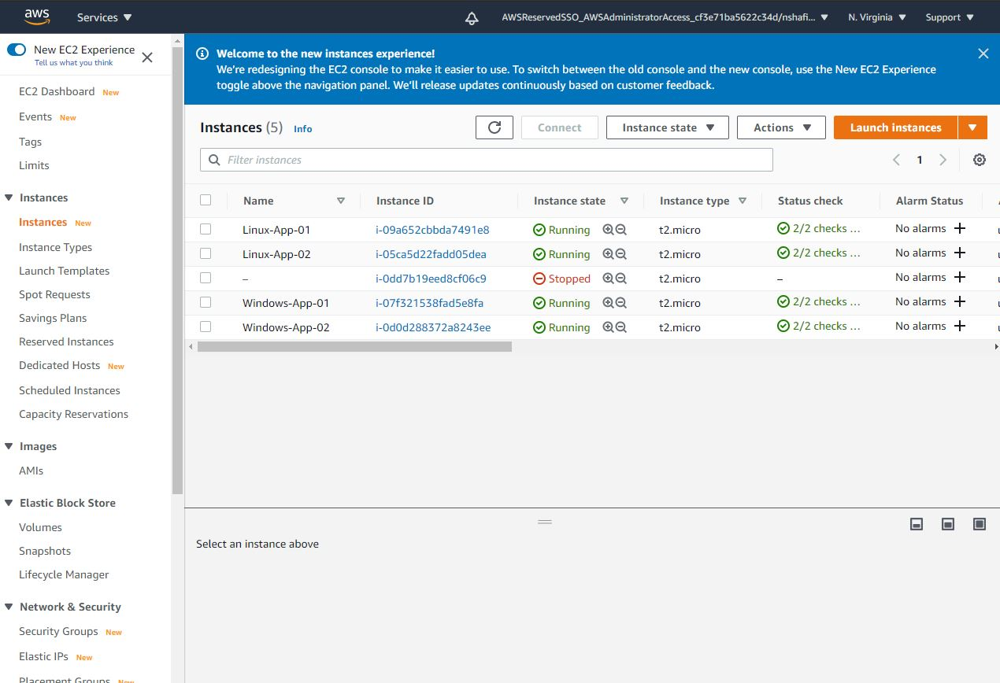 aws
Services
AWSReservedSSO_AWSAdministratorAccess_cf3e71ba5622c34d/nshafi...
N. Virginia
Support
New EC2 Experience
Tell us what you think
EC2 Dashboard New
Events New
Tags
Limits
Instances
Instances New
Instance Types
Launch Templates
Spot Requests
Savings Plans
Reserved Instances
Dedicated Hosts New
Scheduled Instances
Capacity Reservations
Images
AMIs
Elastic Block Store
Volumes
Snapshots
Lifecycle Manager
Network & Security
Security Groups New
Elastic IPs New
Placement Groups New
Welcome to the new instances experience!
We're redesigning the EC2 console to make it easier to use. To switch between the old console and the new console, use the New EC2 Experience
toggle above the navigation panel. We'll release updates continuously based on customer feedback.
Instances (5) Info
Connect
Instance state
Actions
Launch instances
Filter instances
1
Name Instance ID Instance state Instance type Status check Alarm Status
Linux-App-01 i-09a652cbbda7491e8 Running t2.micro 2/2 checks ... No alarms +
Linux-App-02 i-05ca5d22fadd05dea Running t2.micro 2/2 checks ... No alarms +
– i-0dd7b19eed8cf06c9 Stopped t2.micro – No alarms +
Windows-App-01 i-07f321538fad5e8fa Running t2.micro 2/2 checks ... No alarms +
Windows-App-02 i-0d0d288372a8243ee Running t2.micro 2/2 checks ... No alarms +
Select an instance above